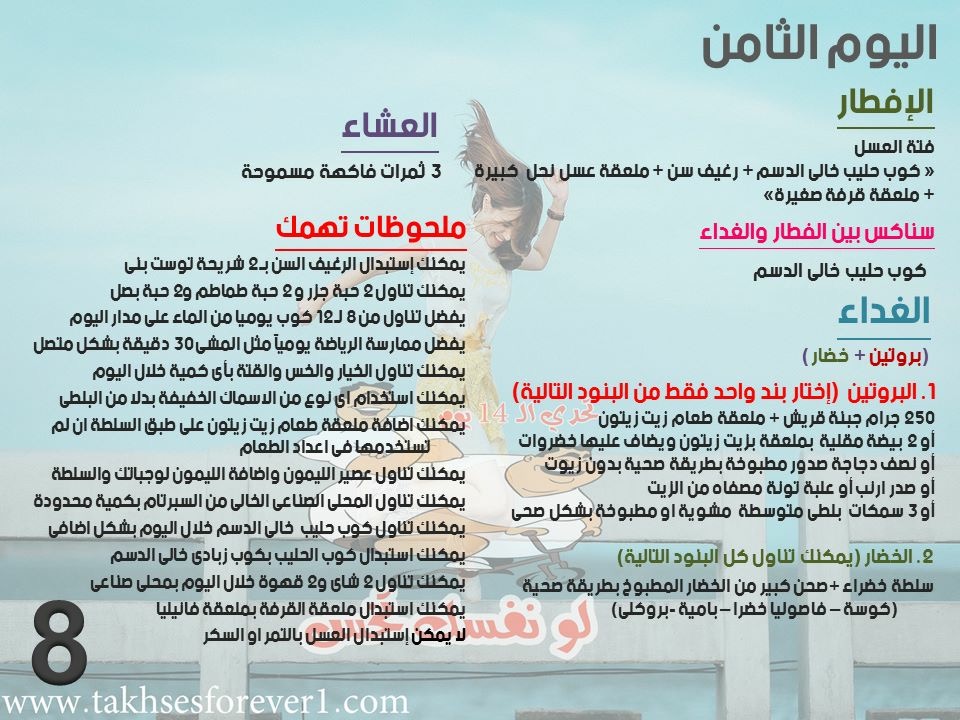 اليوم الثامن
الإفطار
فتة العسل
« كوب حليب خالى الدسم + رغيف سن + ملعقة عسل نحل كبيرة
+ ملعقة قرفة صغيرة»
سناكس بين الفطار والغداء
كوب حليب خالى الدسم
الغداء
(بروتين + خضار )
1. البروتين (إختار بند واحد فقط من البنود التالية)
250 جرام جبنة قريش + ملعقة طعام زيت زيتون
أو 2 بيضة مقلية بملعقة بزيت زيتون ويضاف عليها خضروات
أو نصف دجاجة صدور مطبوخة بطريقة صحية بدون زيوت
أو صدر ارنب أو علبة تونة مصفاه من الزيت
أو 3 سمكات بلطى متوسطة مشوية او مطبوخة بشكل صحى
2. الخضار (يمكنك تناول كل البنود التالية)
سلطة خضراء +صحن كبير من الخضار المطبوخ بطريقة صحية
(كوسة – فاصوليا خضرا – بامية -بروكلى)
العشاء
3 ثمرات فاكهة مسموحة
ملحوظات تهمك
يمكنك إستبدال الرغيف السن بـ2 شريحة توست بنى
يمكنك تناول 2 حبة جزر و 2 حبة طماطم و2 حبة بصل
يفضل تناول من 8 لـ12 كوب يوميا من الماء على مدار اليوم
يفضل ممارسة الرياضة يومياً مثل المشى30 دقيقة بشكل متصل
يمكنك تناول الخيار والخس والقتة بأى كمية خلال اليوم
يمكنك استخدام اى نوع من الاسماك الخفيفة بدلا من البلطى
يمكنك اضافة ملعقة طعام زيت زيتون على طبق السلطة ان لم
تستخدمها فى اعداد الطعام
يمكنك تناول عصير الليمون واضافة الليمون لوجباتك والسلطة
يمكنك تناول المحلى الصناعى الخالى من السبرتام بكمية محدودة
يمكنك تناول كوب حليب خالى الدسم خلال اليوم بشكل اضافى
يمكنك استبدال كوب الحليب بكوب زبادى خالى الدسم
يمكنك تناول 2 شاى و2 قهوة خلال اليوم بمحلى صناعى
يمكنك استبدال ملعقة القرفة بملعقة فانيليا
لا يمكن إستبدال العسل بالتمر او السكر
تحدي الـ 14 يوم
لو نفسك تخس
8
www.takhsesforever1.com